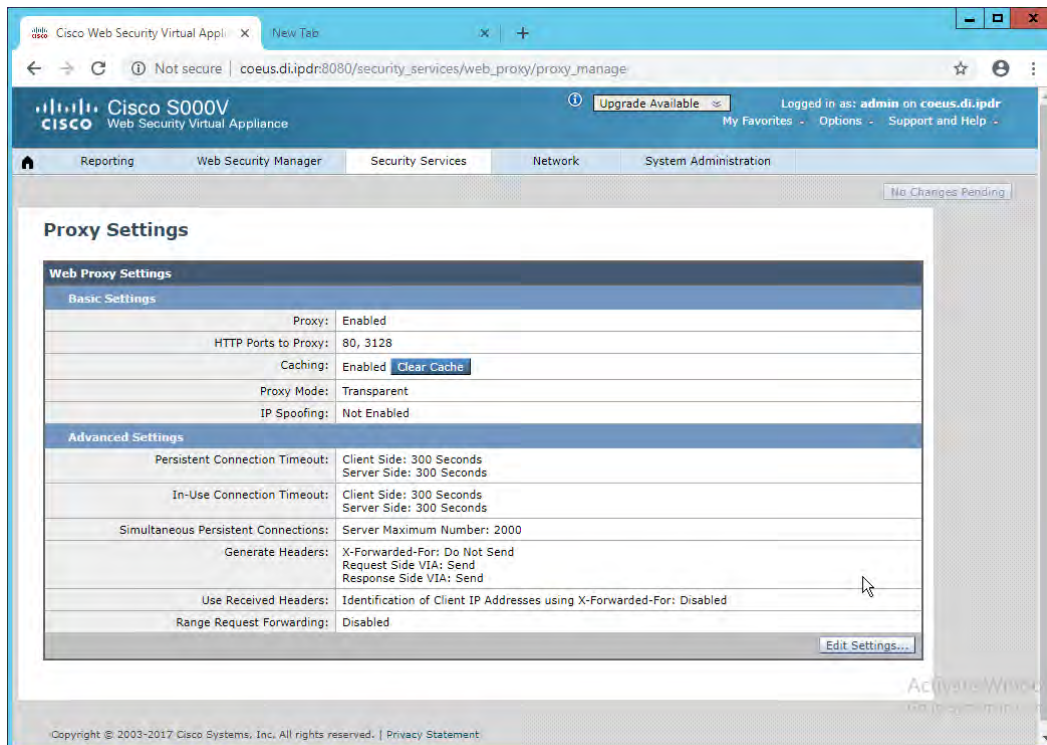 Cisco Web Security Virtual Appli
New Tab
Not secure | coeus.di.ipdr:8080/security_services/web_proxy/proxy_manage
CISCO
Cisco S000V
Web Security Virtual Appliance
Upgrade Available
Logged in as: admin on coeus.di.ipdr
My Favorites Options Support and Help
Reporting Web Security Manager Security Services Network System Administration
No Changes Pending
Proxy Settings
Web Proxy Settings
Basic Settings
Proxy: Enabled
HTTP Ports to Proxy: 80, 3128
Caching: Enabled Clear Cache
Proxy Mode: Transparent
IP Spoofing: Not Enabled
Advanced Settings
Persistent Connection Timeout: Client Side: 300 Seconds
Server Side: 300 Seconds
In-Use Connection Timeout: Client Side: 300 Seconds
Server Side: 300 Seconds
Simultaneous Persistent Connections: Server Maximum Number: 2000
Generate Headers: X-Forwarded-For: Do Not Send
Request Side VIA: Send
Response Side VIA: Send
Use Received Headers: Identification of Client IP Addresses using X-Forwarded-For: Disabled
Range Request Forwarding: Disabled
Edit Settings...
Activate Windo
Copyright © 2003-2017 Cisco Systems, Inc. All rights reserved. | Privacy Statement